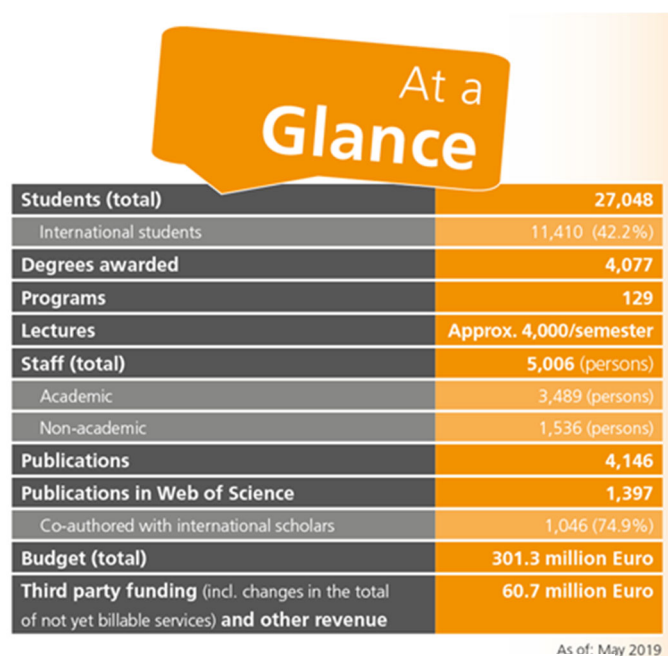 At a
Glance
Students (total) 27,048
International students 11,410 (42.2%)
Degrees awarded 4,077
Programs 129
Lectures Approx. 4,000/semester
Staff (total) 5,006 (persons)
Academic 3,489 (persons)
Non-academic 1,536 (persons)
Publications 4,146
Publications in Web of Science 1,397
Co-authored with international scholars 1,046 (74.9%)
Budget (total) 301.3 million Euro
Third party funding (incl. changes in the total 60.7 million Euro
of not yet billable services) and other revenue
As of: May 2019